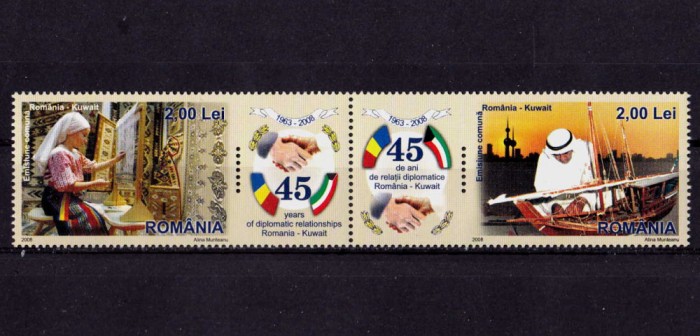 România - Kuwait
2,00 Lei
Emisiune comună
ROMÂNIA
2008
Alina Munteanu
1963 - 2008
45
years
of diplomatic relationships
Romania - Kuwait
1963 - 2008
45
de ani
de relaţii diplomatice
România - Kuwait
România - Kuwait
2,00 Lei
Emisiune comună
ROMÂNIA
2008
Alina Munteanu